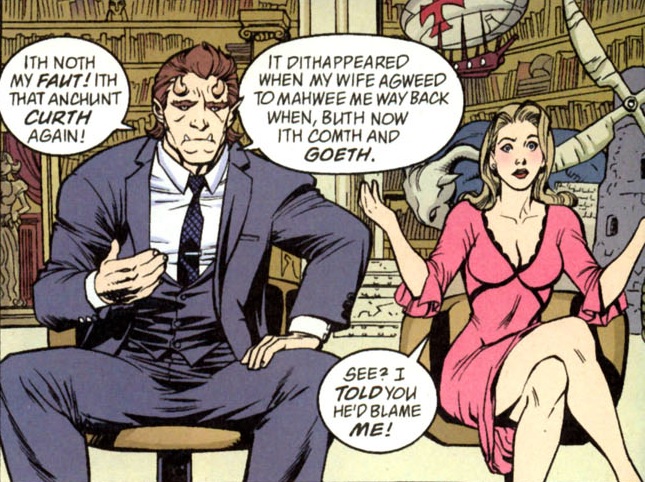 ITH NOTH
MY FAUT! ITH
THAT ANCHUNT
CURTH
AGAIN!
IT DITHAPPEARED
WHEN MY WIFE AGWEED
TO MAHWEE ME WAY BACK
WHEN, BUTH NOW
ITH COMTH AND
GOETH.
SEE? I
TOLD YOU
HE'D BLAME
ME!